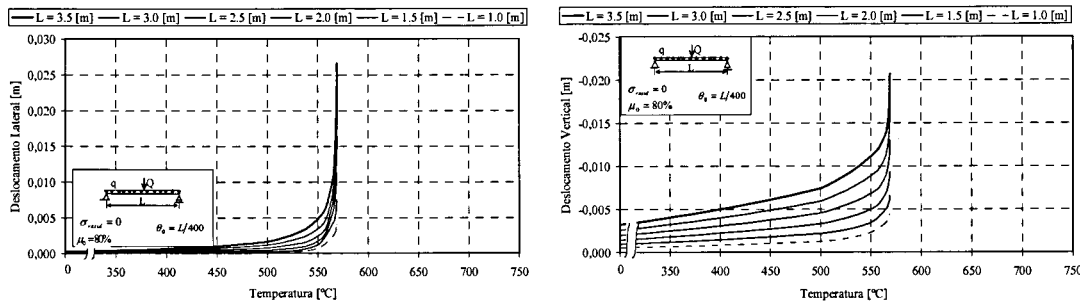 L = 3.5 [m] L = 3.0 [m] L = 2.5 [m] L = 2.0 [m] L = 1.5 [m] L = 1.0 [m]
Deslocamento Lateral [m]
0,030
0,025
0,020
0,015
0,010
0,005
0,000
q Q
L
σresid = 0
μ0 = 80% θ0 = L/400
0 350 400 450 500 550 600 650 700 750
Temperatura [ºC]
L = 3.5 [m] L = 3.0 [m] L = 2.5 [m] L = 2.0 [m] L = 1.5 [m] L = 1.0 [m]
Deslocamento Vertical [m]
-0,025
-0,020
-0,015
-0,010
-0,005
0,000
q Q
L
σresid = 0
μ0 = 80% θ0 = L/400
0 350 400 450 500 550 600 650 700 750
Temperatura [ºC]